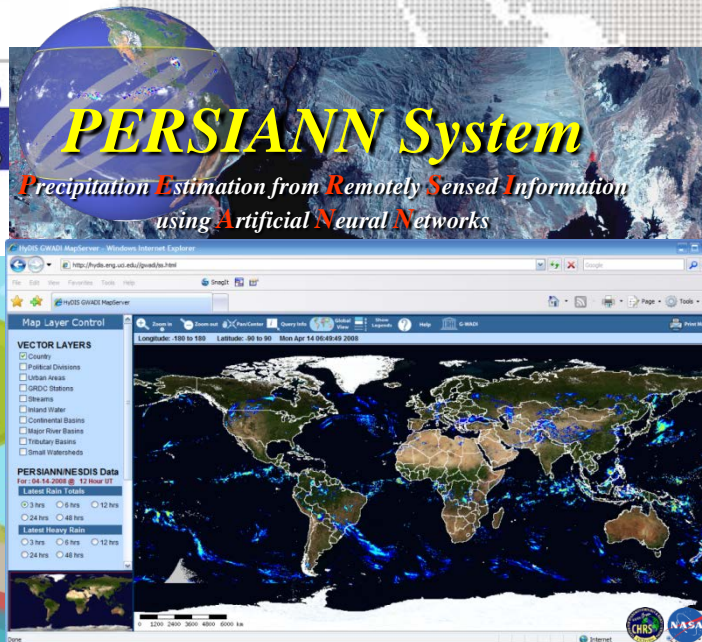 PERSIANN System
Precipitation Estimation from Remotely Sensed Information
using Artificial Neural Networks
HyDIS GWADI MapServer - Windows Internet Explorer
http://hydis.eng.uci.edu/gwadi/ss.html
Google
File Edit View Favorites Tools Help
SnagIt
HyDIS GWADI MapServer
Page
Tools
Map Layer Control
Zoom In
Zoom out
Pan/Center
Query Info
Global View
Show Legends
Help
G-WADI
Print
Longitude: -180 to 180 Latitude: -90 to 90 Mon Apr 14 06:49:49 2008
VECTOR LAYERS
Country
Political Divisions
Urban Areas
GRDC Stations
Streams
Inland Water
Continental Basins
Major River Basins
Tributary Basins
Small Watersheds
PERSIANN/NESDIS Data
For : 04-14-2008 @ 12 Hour UT
Latest Rain Totals
3 hrs 6 hrs 12 hrs
24 hrs 48 hrs
Latest Heavy Rain
3 hrs 6 hrs 12 hrs
24 hrs 48 hrs
0 1200 2400 3600 4800 6000 km
CHRS
NASA
Done
Internet